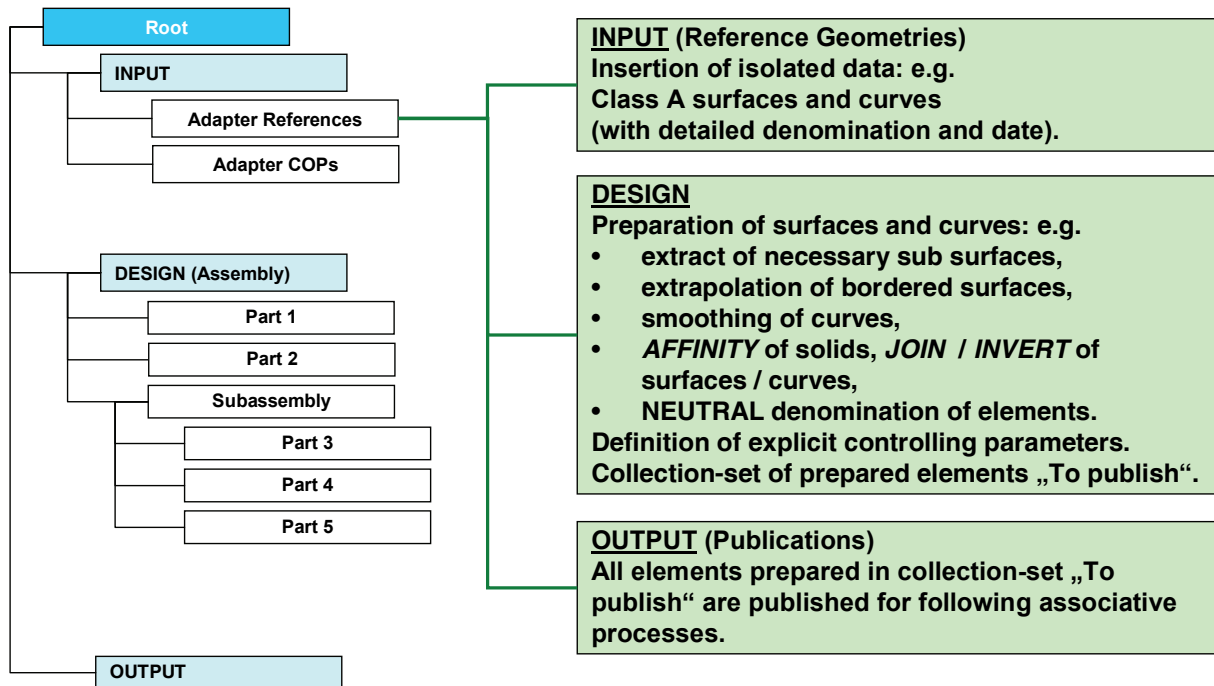 Root
INPUT
Adapter References
Adapter COPs
DESIGN (Assembly)
Part 1
Part 2
Subassembly
Part 3
Part 4
Part 5
OUTPUT
INPUT (Reference Geometries)
Insertion of isolated data: e.g.
Class A surfaces and curves
(with detailed denomination and date).
DESIGN
Preparation of surfaces and curves: e.g.
• extract of necessary sub surfaces,
• extrapolation of bordered surfaces,
• smoothing of curves,
• AFFINITY of solids, JOIN / INVERT of
surfaces / curves,
• NEUTRAL denomination of elements.
Definition of explicit controlling parameters.
Collection-set of prepared elements „To publish“.
OUTPUT (Publications)
All elements prepared in collection-set „To
publish“ are published for following associative
processes.